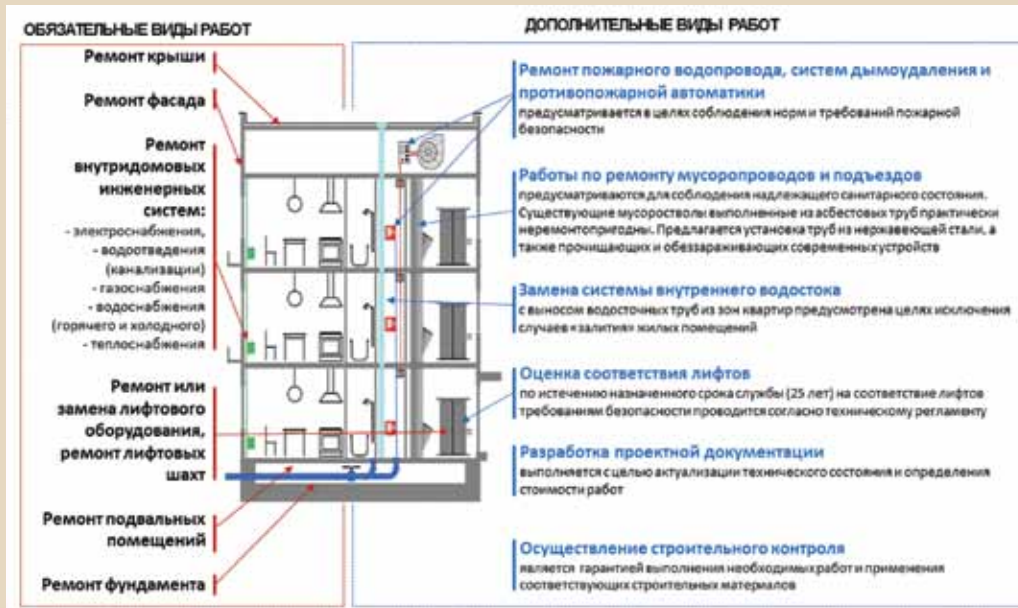 ОБЯЗАТЕЛЬНЫЕ ВИДЫ РАБОТ
Ремонт крыши
Ремонт фасада
Ремонт
внутридомовых
инженерных
систем:
- электроснабжения,
- водоотведения
(канализации)
- газоснабжения
- водоснабжения
(горячего и холодного)
- теплоснабжения
Ремонт или
замена лифтового
оборудования,
ремонт лифтовых
шахт
Ремонт подвальных
помещений
Ремонт фундамента
ДОПОЛНИТЕЛЬНЫЕ ВИДЫ РАБОТ
Ремонт пожарного водопровода, систем дымоудаления и
противопожарной автоматики
предусматривается в целях соблюдения норм и требований пожарной
безопасности
Работы по ремонту мусоропроводов и подъездов
предусматриваются для соблюдения надлежащего санитарного состояния.
Существующие мусоростволы выполненные из асбестовых труб практически
неремонтопригодны. Предлагается установка труб из нержавеющей стали, а
также прочищающих и обеззараживающих современных устройств
Замена системы внутреннего водостока
с выносом водосточных труб из зон квартир предусмотрена целях исключения
случаев «залития» жилых помещений
Оценка соответствия лифтов
по истечению назначенного срока службы (25 лет) на соответствие лифтов
требованиям безопасности проводится согласно техническому регламенту
Разработка проектной документации
выполняется с целью актуализации технического состояния и определения
стоимости работ
Осуществление строительного контроля
является гарантией выполнения необходимых работ и применения
соответствующих строительных материалов